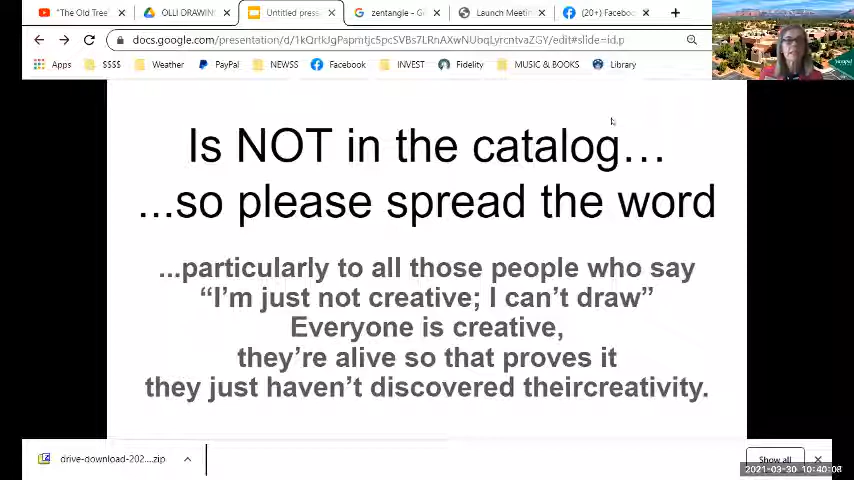 "The Old Tree'
OLLI DRAWIN
Untitled prese
zentangle - G
Launch Meetin
(20+) Faceboo
docs.google.com/presentation/d/
/edit#slide=id.p
Apps
$$$$
Weather
PayPal
NEWSS
Facebook
INVEST
Fidelity
MUSIC & BOOKS
Library
Is NOT in the catalog…
...so please spread the word
...particularly to all those people who say
“I’m just not creative; I can’t draw”
Everyone is creative,
they’re alive so that proves it
they just haven’t discovered theircreativity.
drive-download-202....zip
Show all
2021-03-30 10:40:08